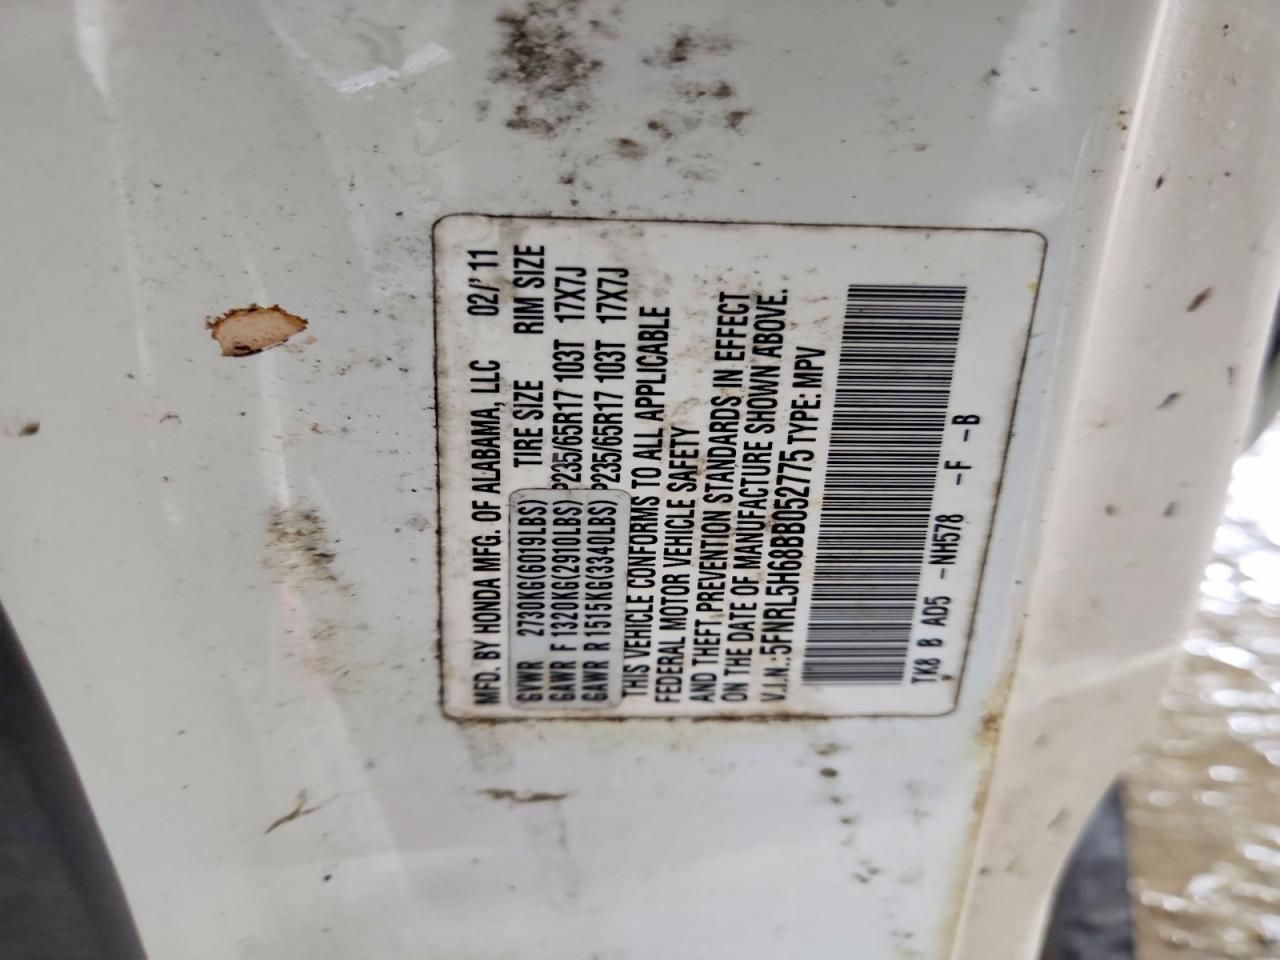 MFD. BY HONDA MFG. OF ALABAMA, LLC 02/' 11
TIRE SIZE RIM SIZE
GVWR 2730KG(6019LBS)
GAWR F 1320KG(2910LBS) P235/65R17 103T 17X7J
GAWR R 1515KG(3340LBS) P235/65R17 103T 17X7J
THIS VEHICLE CONFORMS TO ALL APPLICABLE
FEDERAL MOTOR VEHICLE SAFETY
AND THEFT PREVENTION STANDARDS IN EFFECT
ON THE DATE OF MANUFACTURE SHOWN ABOVE.
V.I.N.: 5FNRL5H68BB052775 TYPE: MPV
TK8 B AD5 -NH578 -F -B